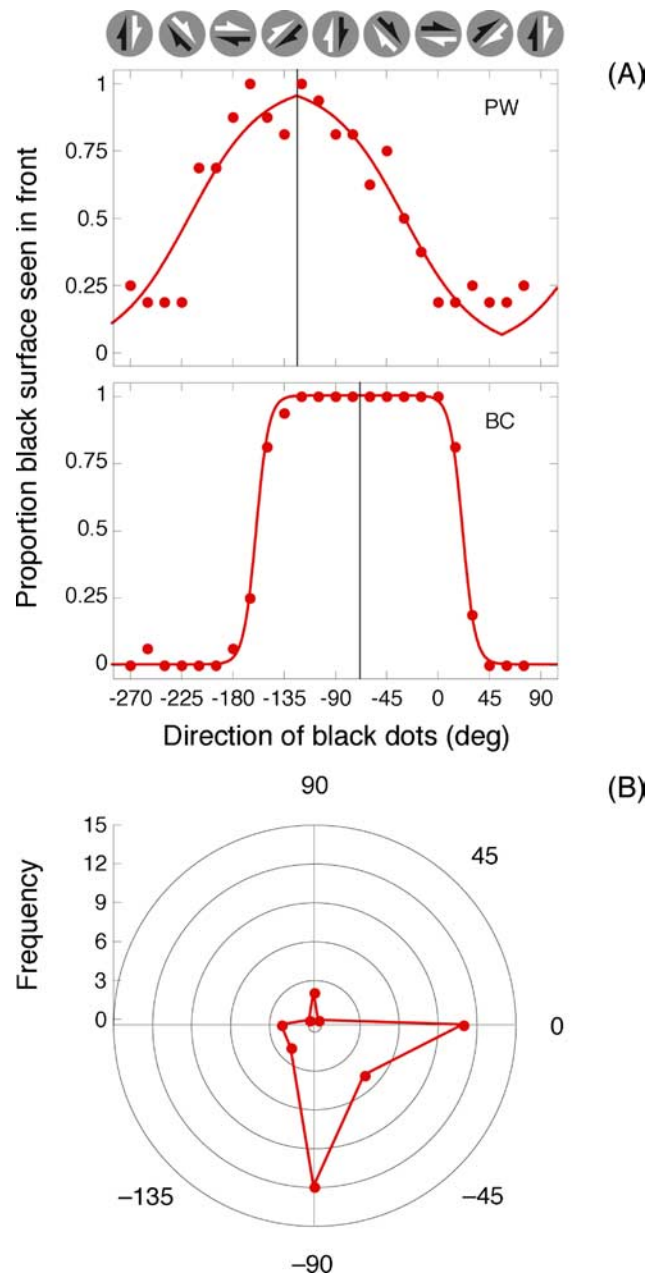 (A)
PW
1
0.75
0.5
0.25
0
BC
1
0.75
0.5
0.25
0
Proportion black surface seen in front
-270 -225 -180 -135 -90 -45 0 45 90
Direction of black dots (deg)
(B)
90
45
0
–45
–90
–135
15
12
9
6
3
0
Frequency